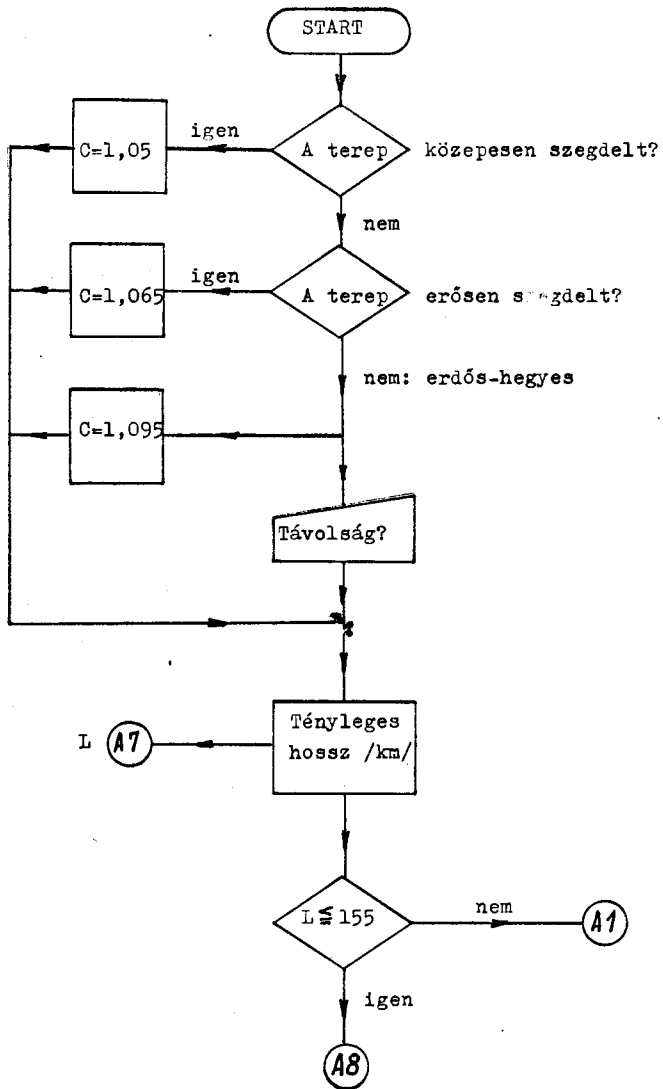 START
igen
C=1,05
A terep közepesen szegdelt?
nem
igen
C=1,065
A terep erősen szegdelt?
nem: erdős-hegyes
C=1,095
Távolság?
Tényleges
hossz /km/
L A7
L ≦ 155
nem
A1
igen
A8